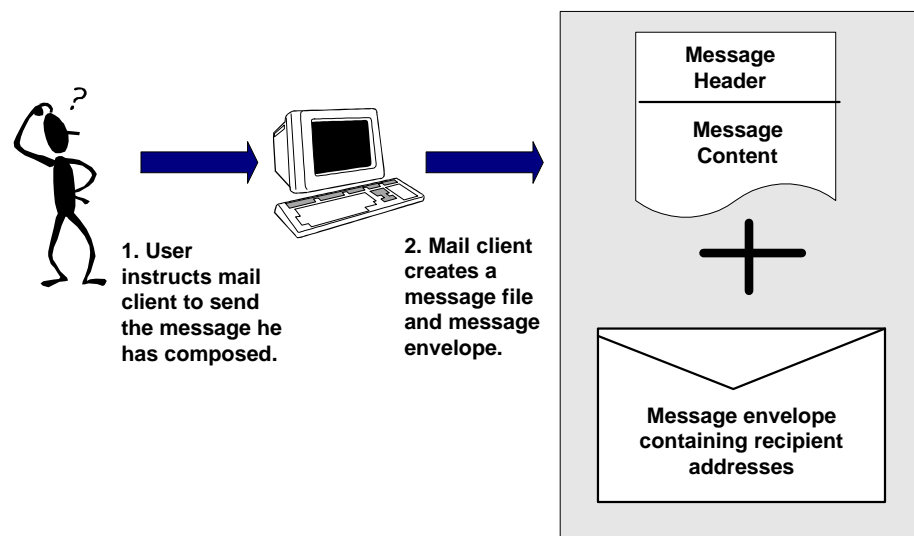 ?
1. User
instructs mail
client to send
the message he
has composed.
2. Mail client
creates a
message file
and message
envelope.
Message
Header
Message
Content
Message envelope
containing recipient
addresses